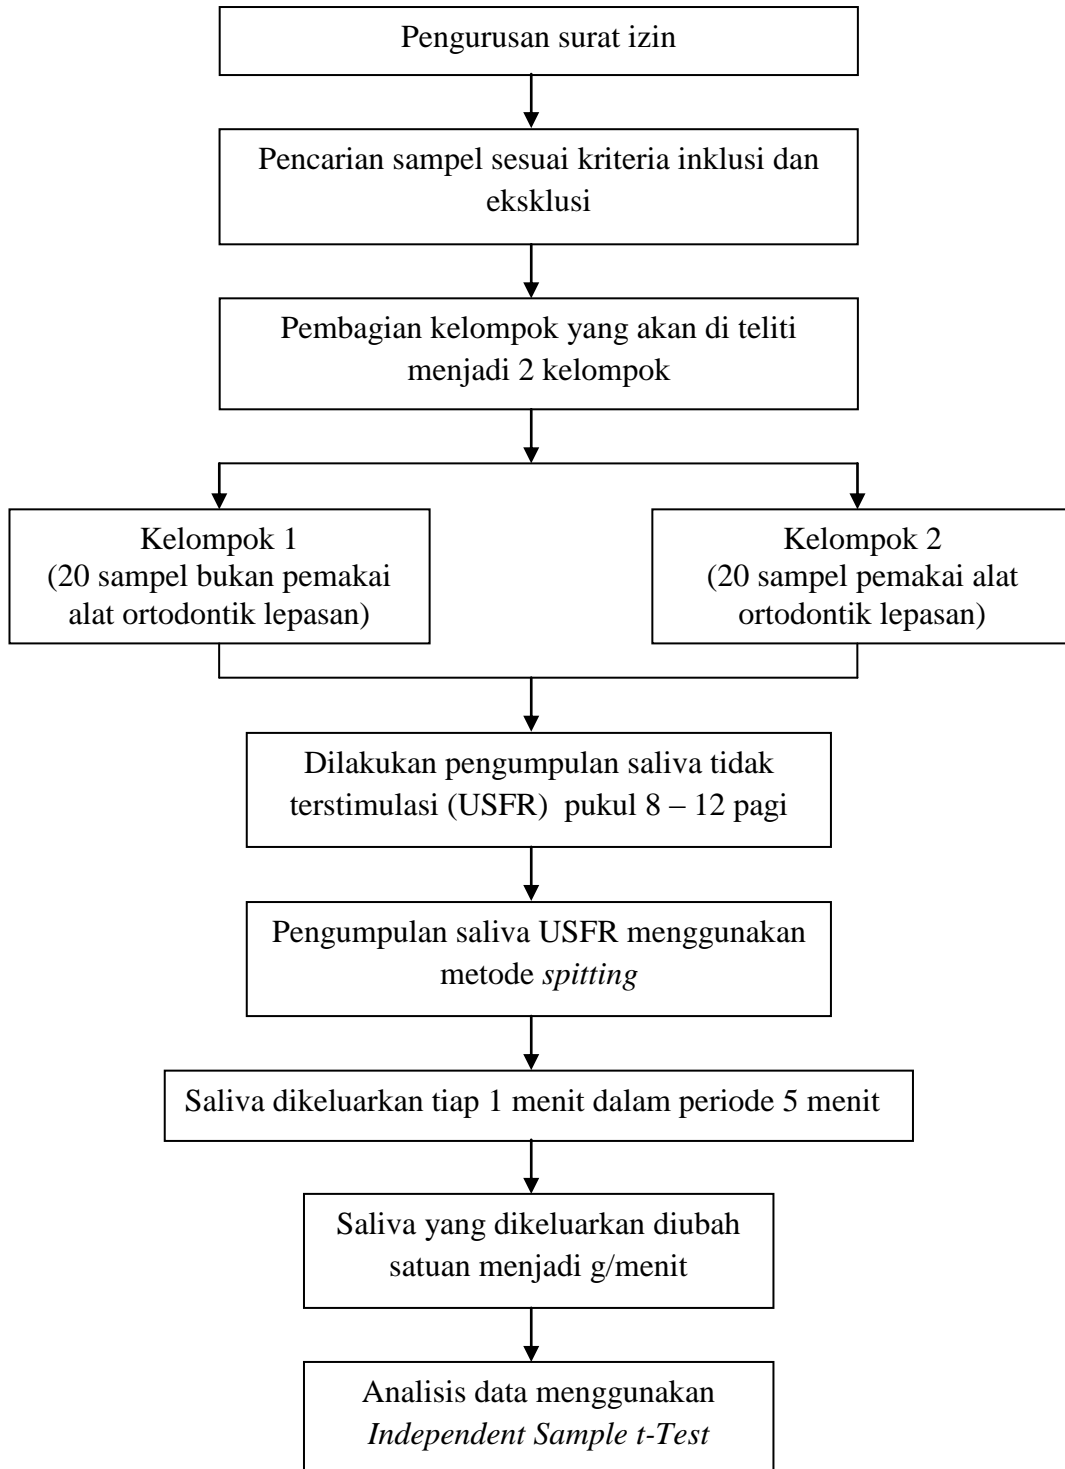 Pengurusan surat izin
Pencarian sampel sesuai kriteria inklusi dan
eksklusi
Pembagian kelompok yang akan di teliti
menjadi 2 kelompok
Kelompok 1
(20 sampel bukan pemakai
alat ortodontik lepasan)
Kelompok 2
(20 sampel pemakai alat
ortodontik lepasan)
Dilakukan pengumpulan saliva tidak
terstimulasi (USFR) pukul 8 – 12 pagi
Pengumpulan saliva USFR menggunakan
metode spitting
Saliva dikeluarkan tiap 1 menit dalam periode 5 menit
Saliva yang dikeluarkan diubah
satuan menjadi g/menit
Analisis data menggunakan
Independent Sample t-Test